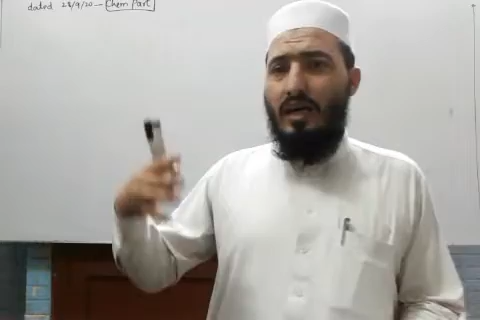 dated 28/9/20 — Chem Part